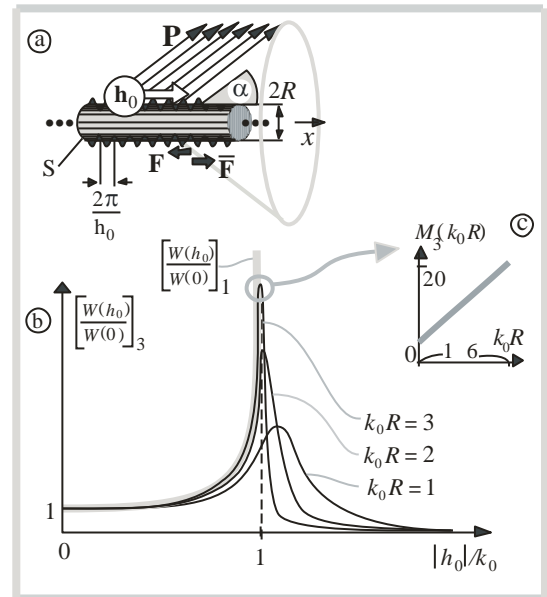 a
P
h₀
α
2R
x
S
F F̅
2π
h₀
b
[W(h₀)/W(0)]₃
[W(h₀)/W(0)]₁
c
M₃(k₀R)
20
0 1 6 k₀R
k₀R = 3
k₀R = 2
k₀R = 1
1
0 1 |h₀|/k₀